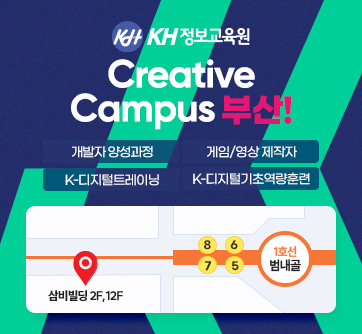 KH KH정보교육원
Creative
Campus 부산!
개발자 양성과정
게임/영상 제작자
K-디지털트레이닝
K-디지털기초역량훈련
8 6
7 5
1호선
범내골
삼비빌딩 2F,12F